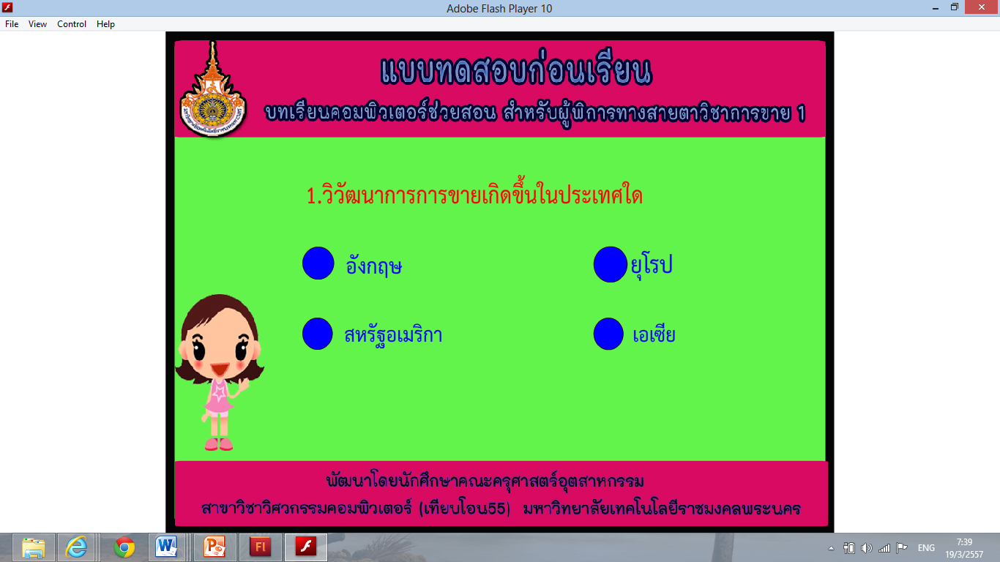 Adobe Flash Player 10
File View Control Help
แบบทดสอบก่อนเรียน
บทเรียนคอมพิวเตอร์ช่วยสอน สำหรับผู้พิการทางสายตาวิชาการขาย 1
1.วิวัฒนาการการขายเกิดขึ้นในประเทศใด
อังกฤษ
ยุโรป
สหรัฐอเมริกา
เอเซีย
พัฒนาโดยนักศึกษาคณะครุศาสตร์อุตสาหกรรม
สาขาวิชาวิศวกรรมคอมพิวเตอร์ (เทียบโอน55) มหาวิทยาลัยเทคโนโลยีราชมงคลพระนคร
ENG
7:39
19/3/2557